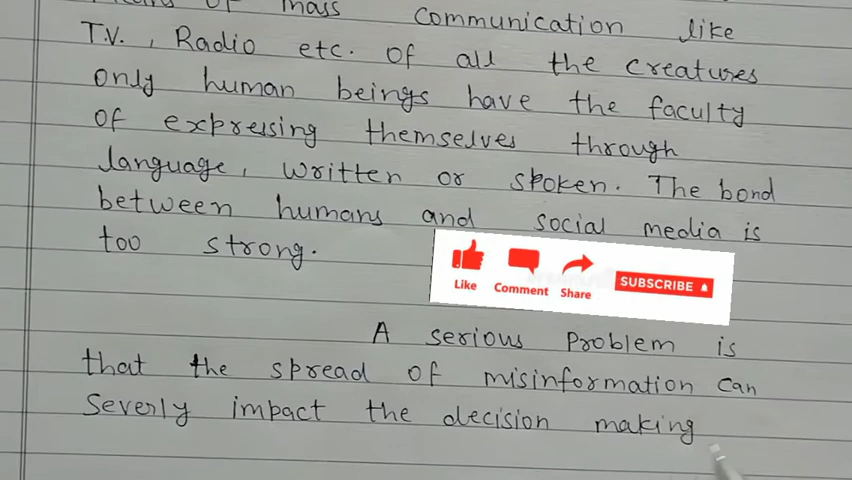 of mass communication like
T.V., Radio etc. of all the creatures
only human beings have the faculty
of expressing themselves through
language, written or spoken. The bond
between humans and social media is
too strong.
Like Comment Share SUBSCRIBE
A serious problem is
that the spread of misinformation can
severly impact the decision making